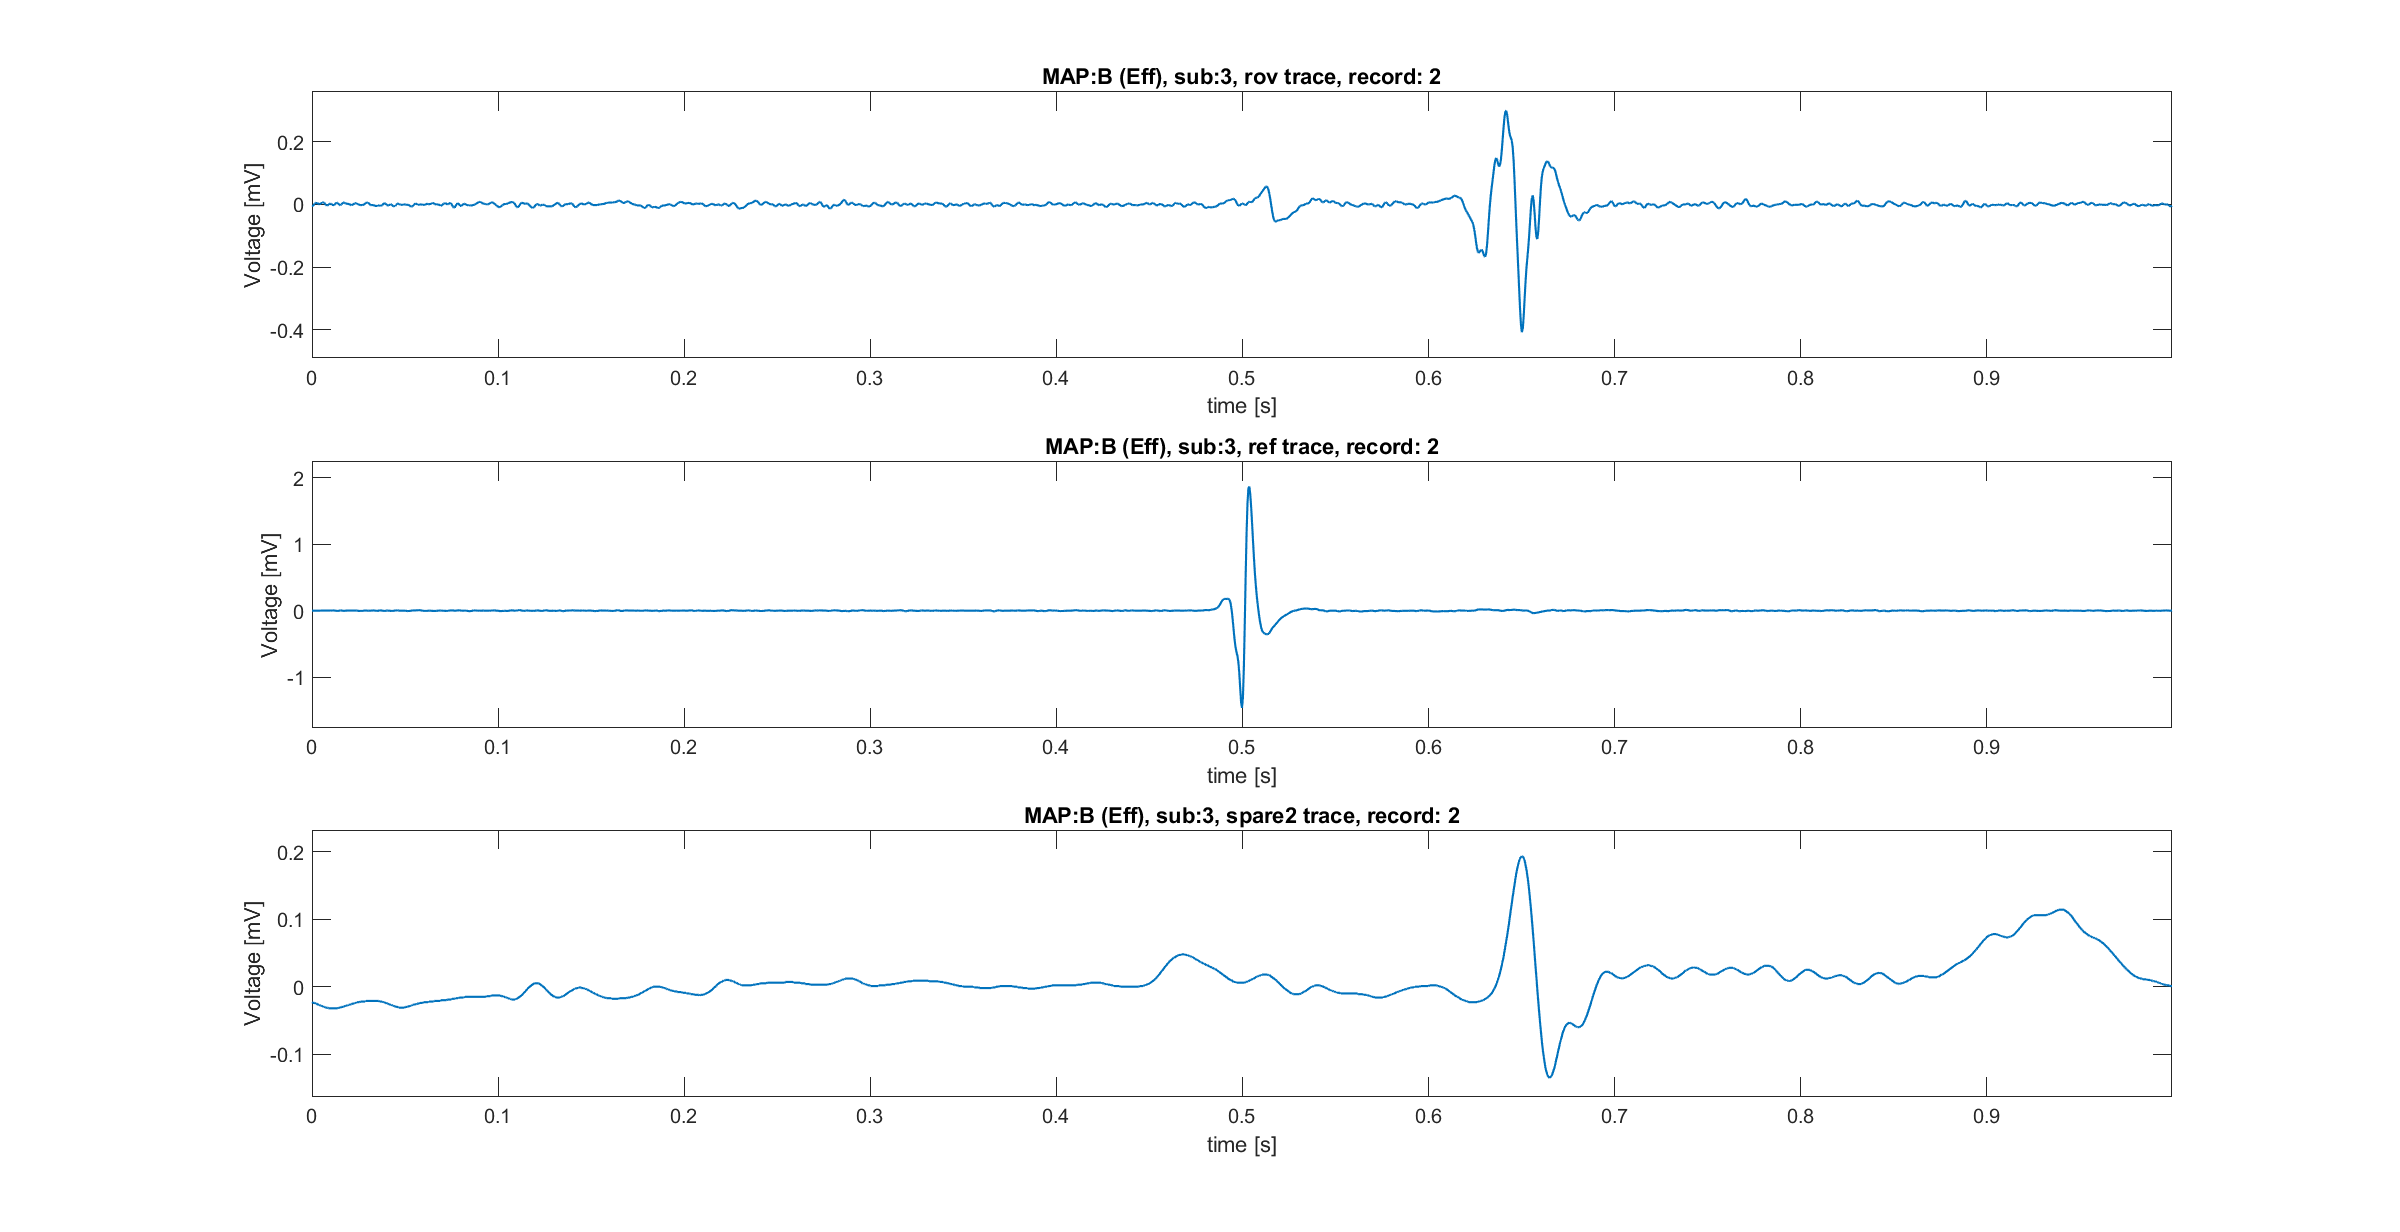 MAP:B (Eff), sub:3, rov trace, record: 2
Voltage [mV]
0.2
0
-0.2
-0.4
0 0.1 0.2 0.3 0.4 0.5 0.6 0.7 0.8 0.9
time [s]
MAP:B (Eff), sub:3, ref trace, record: 2
Voltage [mV]
2
1
0
-1
0 0.1 0.2 0.3 0.4 0.5 0.6 0.7 0.8 0.9
time [s]
MAP:B (Eff), sub:3, spare2 trace, record: 2
Voltage [mV]
0.2
0.1
0
-0.1
0 0.1 0.2 0.3 0.4 0.5 0.6 0.7 0.8 0.9
time [s]